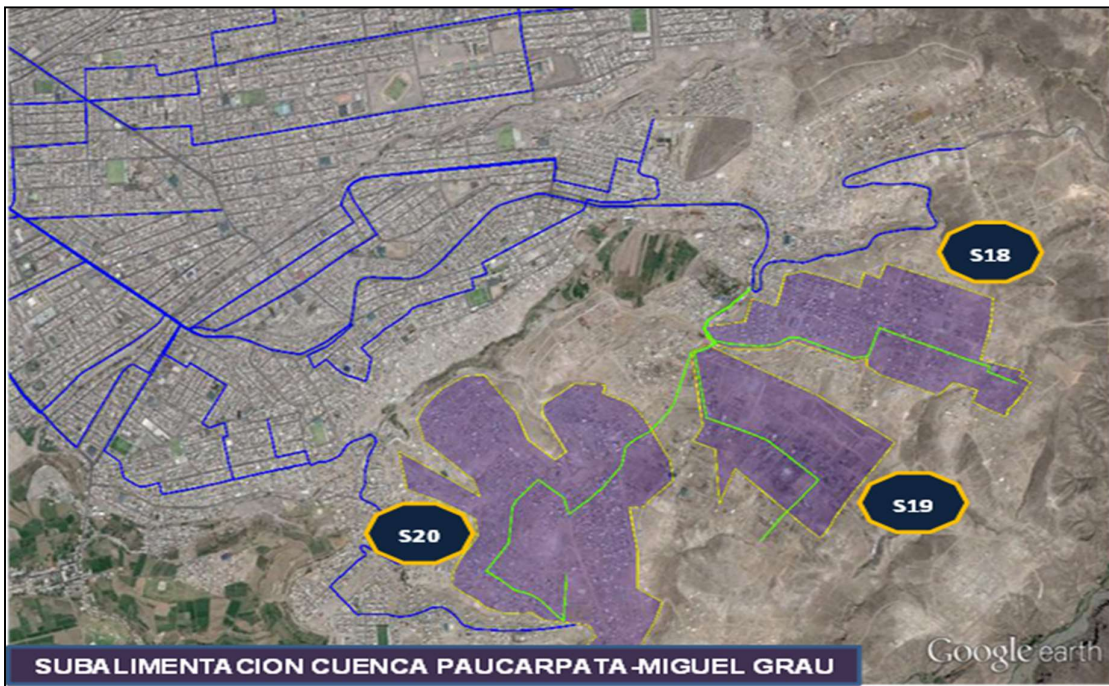 S18
S19
S20
SUBALIMENTACION CUENCA PAUCARPATA-MIGUEL GRAU
Google earth